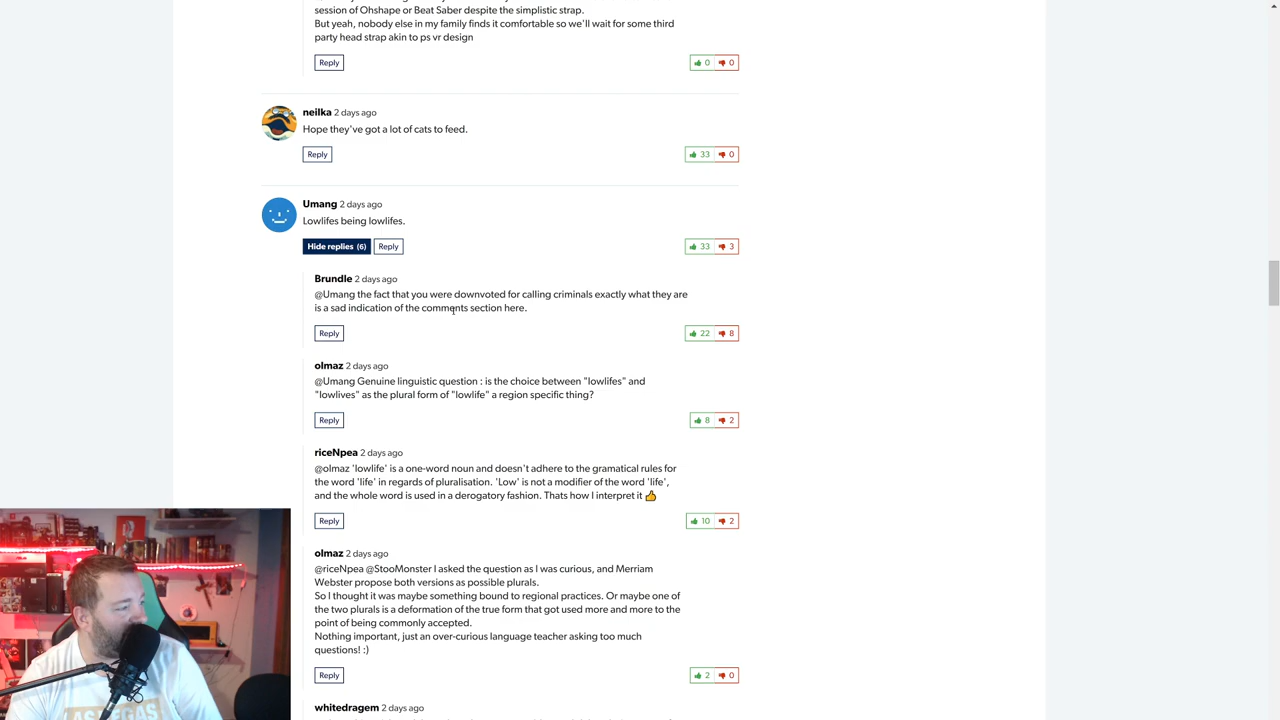 session of Ohshape or Beat Saber despite the simplistic strap.
But yeah, nobody else in my family finds it comfortable so we'll wait for some third
party head strap akin to ps vr design
Reply
0 0
neilka 2 days ago
Hope they've got a lot of cats to feed.
Reply
33 0
Umang 2 days ago
Lowlifes being lowlifes.
Hide replies (6) Reply
33 3
Brundle 2 days ago
@Umang the fact that you were downvoted for calling criminals exactly what they are
is a sad indication of the comments section here.
Reply
22 8
olmaz 2 days ago
@Umang Genuine linguistic question : is the choice between "lowlifes" and
"lowlives" as the plural form of "lowlife" a region specific thing?
Reply
8 2
riceNpea 2 days ago
@olmaz 'lowlife' is a one-word noun and doesn't adhere to the gramatical rules for
the word 'life' in regards of pluralisation. 'Low' is not a modifier of the word 'life',
and the whole word is used in a derogatory fashion. Thats how I interpret it 👍
Reply
10 2
olmaz 2 days ago
@riceNpea @StooMonster I asked the question as I was curious, and Merriam
Webster propose both versions as possible plurals.
So I thought it was maybe something bound to regional practices. Or maybe one of
the two plurals is a deformation of the true form that got used more and more to the
point of being commonly accepted.
Nothing important, just an over-curious language teacher asking too much
questions! :)
Reply
2 0
whitedragem 2 days ago